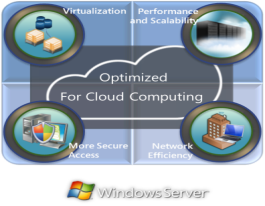 Virtualization
Performance
and Scalability
Optimized
For Cloud Computing
More Secure
Access
Network
Efficiency
Windows Server